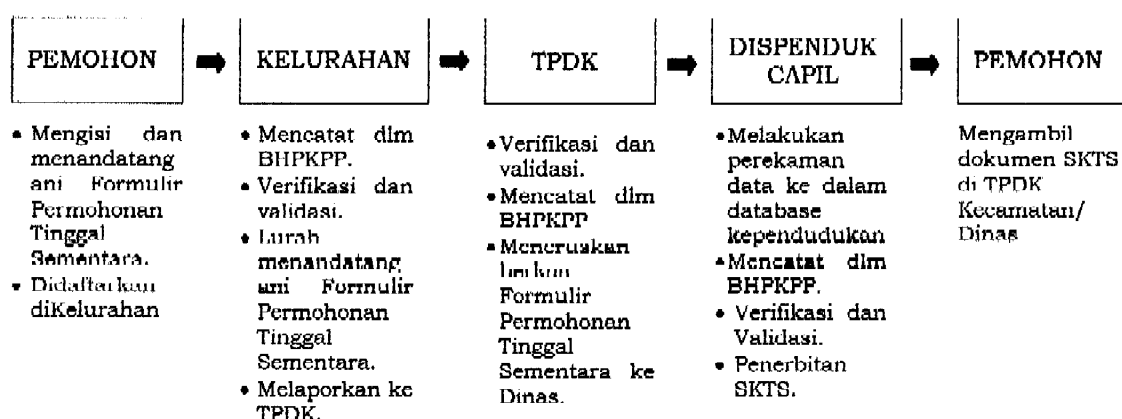 PEMOHON
KELURAHAN
TPDK
DISPENDUK
CAPIL
PEMOHON
• Mengisi dan
menandatang
ani Formulir
Permohonan
Tinggal
Sementara.
• Didaftarkan
diKelurahan
• Mencatat dlm
BHPKPP.
• Verifikasi dan
validasi.
• Lurah
menandatang
ani Formulir
Permohonan
Tinggal
Sementara.
• Melaporkan ke
TPDK.
• Verifikasi dan
validasi.
• Mencatat dlm
BHPKPP
• Meneruskan
berkas
Formulir
Permohonan
Tinggal
Sementara ke
Dinas.
• Melakukan
perekaman
data ke dalam
database
kependudukan
• Mencatat dlm
BHPKPP.
• Verifikasi dan
Validasi.
• Penerbitan
SKTS.
Mengambil
dokumen SKTS
di TPDK
Kecamatan/
Dinas